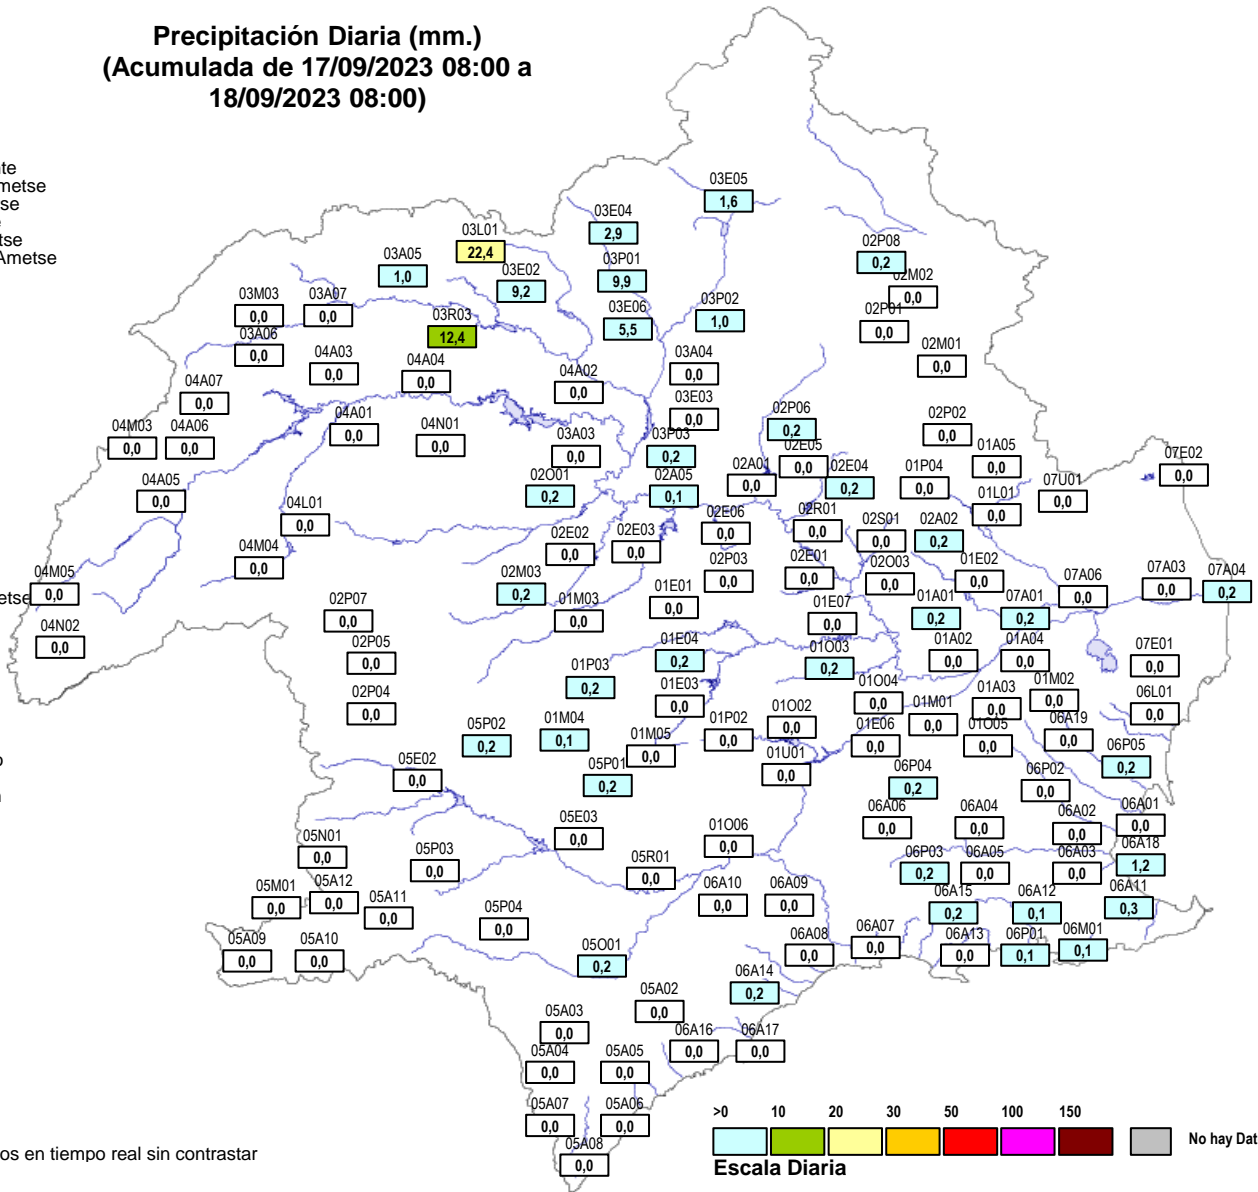 Precipitación Diaria (mm.)
(Acumulada de 17/09/2023 08:00 a
18/09/2023 08:00)
03E05
1,6
03E04
2,9
03L01
22,4
03A05
1,0
03E02
9,2
03P01
9,9
02P08
0,2
02M02
0,0
03M03
0,0
03A07
0,0
03R03
12,4
03E06
5,5
03P02
1,0
02P01
0,0
03A06
0,0
04A03
0,0
04A04
0,0
04A02
0,0
03A04
0,0
02M01
0,0
04A07
0,0
03E03
0,0
04M03
0,0
04A06
0,0
04A01
0,0
04N01
0,0
03A03
0,0
03P03
0,2
02P06
0,2
02P02
0,0
02E05
0,0
01A05
0,0
07E02
0,0
04A05
0,0
02O01
0,2
02A05
0,1
02A01
0,0
02E04
0,2
01P04
0,0
07U01
0,0
01L01
0,0
04L01
0,0
02E02
0,0
02E03
0,0
02E06
0,0
02R01
0,0
02S01
0,0
02A02
0,2
04M04
0,0
02P03
0,0
02E01
0,0
02O03
0,0
01E02
0,0
04M05
0,0
02M03
0,2
01M03
0,0
01E01
0,0
01E07
0,0
01A01
0,2
07A01
0,2
07A06
0,0
07A03
0,0
07A04
0,2
04N02
0,0
02P07
0,0
02P05
0,0
01E04
0,2
01O03
0,2
01A02
0,0
01A04
0,0
07E01
0,0
02P04
0,0
01P03
0,2
01E03
0,0
01O04
0,0
01A03
0,0
01M02
0,0
06L01
0,0
05P02
0,2
01M04
0,1
01M05
0,0
01P02
0,0
01O02
0,0
01M01
0,0
01E06
0,0
01O05
0,0
06A19
0,0
05E02
0,0
05P01
0,2
01U01
0,0
06P04
0,2
06P02
0,0
06P05
0,2
05E03
0,0
01O06
0,0
06A06
0,0
06A04
0,0
06A02
0,0
06A01
0,0
05N01
0,0
05P03
0,0
05R01
0,0
06P03
0,2
06A05
0,0
06A03
0,0
06A18
1,2
05M01
0,0
05A12
0,0
05A11
0,0
05P04
0,0
06A10
0,0
06A09
0,0
06A15
0,2
06A12
0,1
06A11
0,3
05A09
0,0
05A10
0,0
05O01
0,2
06A08
0,0
06A07
0,0
06A13
0,0
06P01
0,1
06M01
0,1
06A14
0,2
05A03
0,0
05A02
0,0
06A16
0,0
06A17
0,0
05A04
0,0
05A05
0,0
05A07
0,0
05A06
0,0
05A08
0,0
>0 10 20 30 50 100 150
No hay Dat
Escala Diaria
os en tiempo real sin contrastar